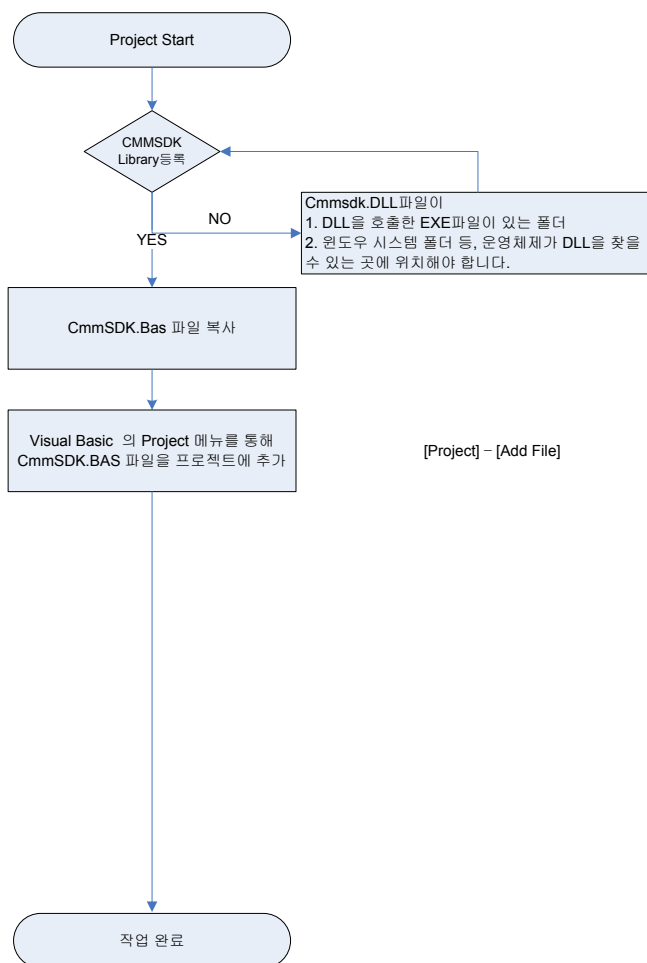 Project Start
CMMSDK
Library등록
NO
YES
Cmmsdk.DLL파일이
1. DLL을 호출한 EXE파일이 있는 폴더
2. 윈도우 시스템 폴더 등, 운영체제가 DLL을 찾을
수 있는 곳에 위치해야 합니다.
CmmSDK.Bas 파일 복사
Visual Basic 의 Project 메뉴를 통해
CmmSDK.BAS 파일을 프로젝트에 추가
[Project] – [Add File]
작업 완료